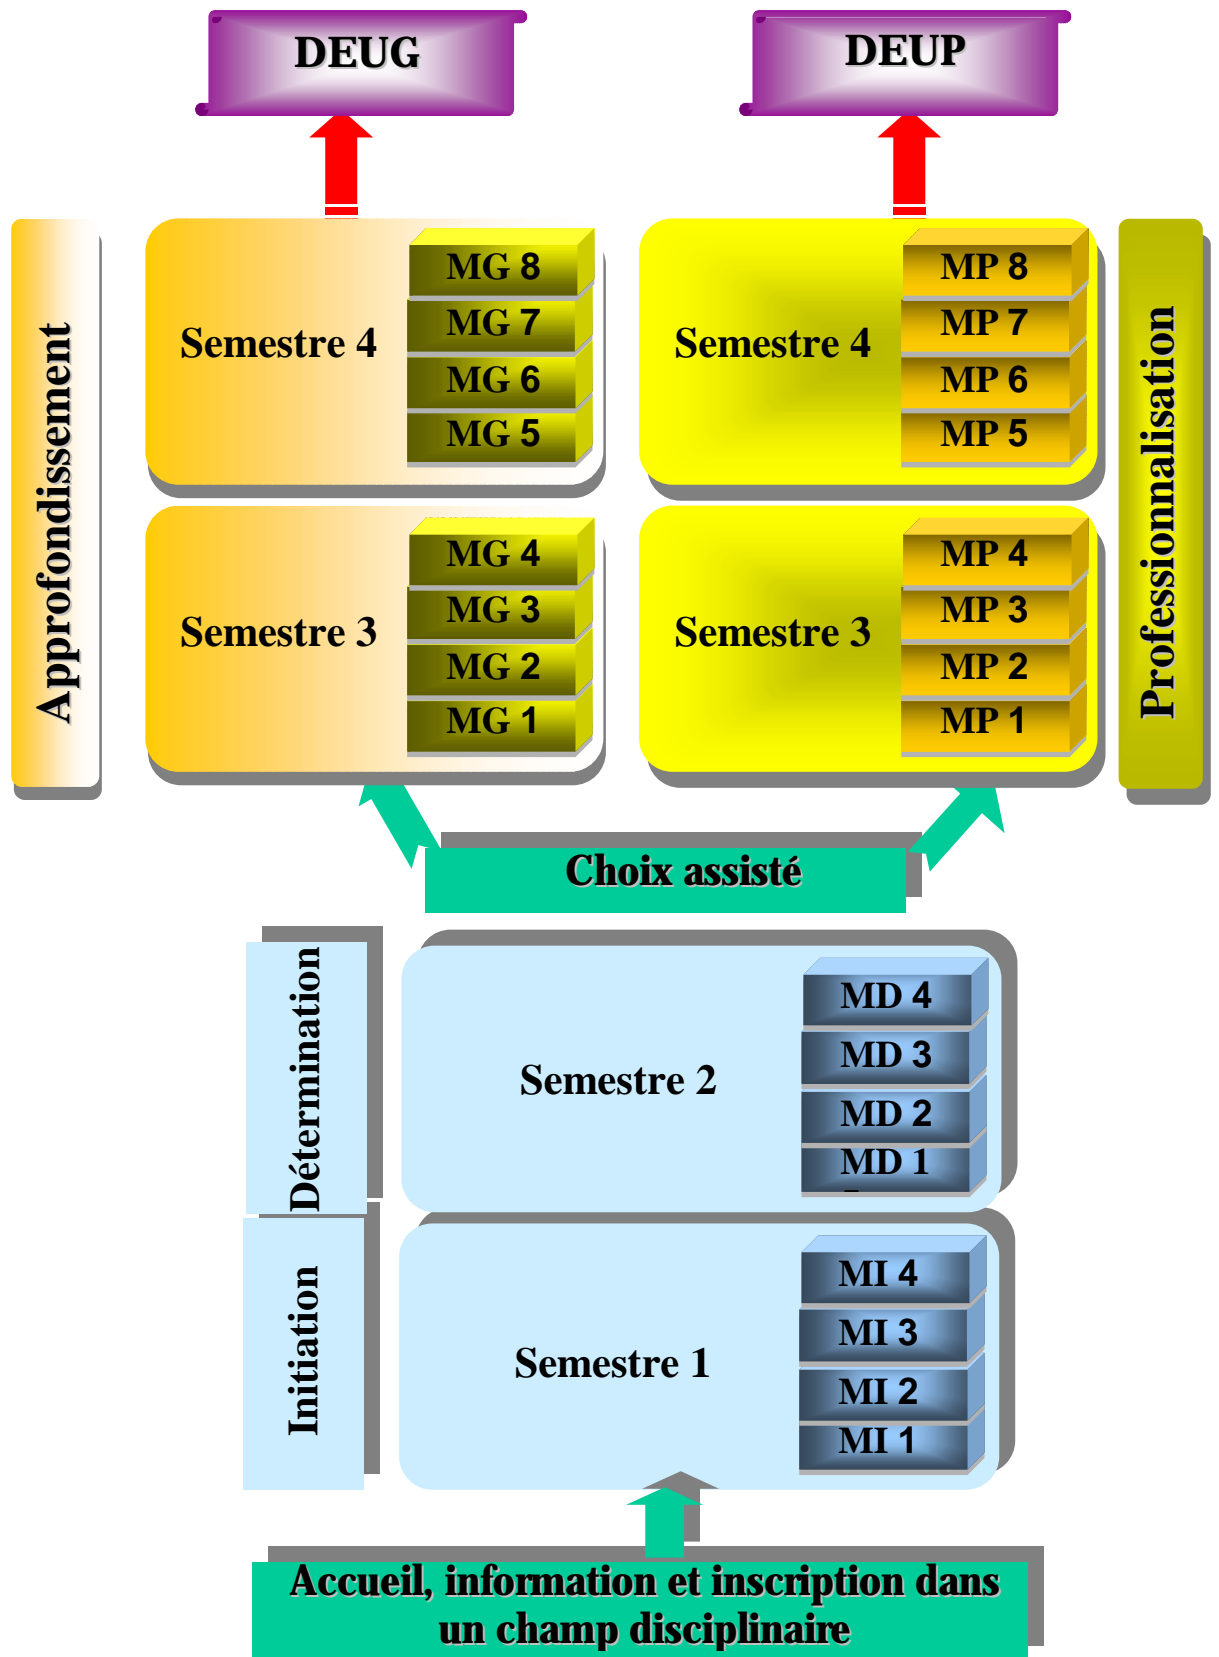 DEUG
DEUP
Approfondissement
Semestre 4
MG 8
MG 7
MG 6
MG 5
Semestre 4
MP 8
MP 7
MP 6
MP 5
Professionnalisation
Semestre 3
MG 4
MG 3
MG 2
MG 1
Semestre 3
MP 4
MP 3
MP 2
MP 1
Choix assisté
Détermination
Semestre 2
MD 4
MD 3
MD 2
MD 1
Initiation
Semestre 1
MI 4
MI 3
MI 2
MI 1
Accueil, information et inscription dans
un champ disciplinaire